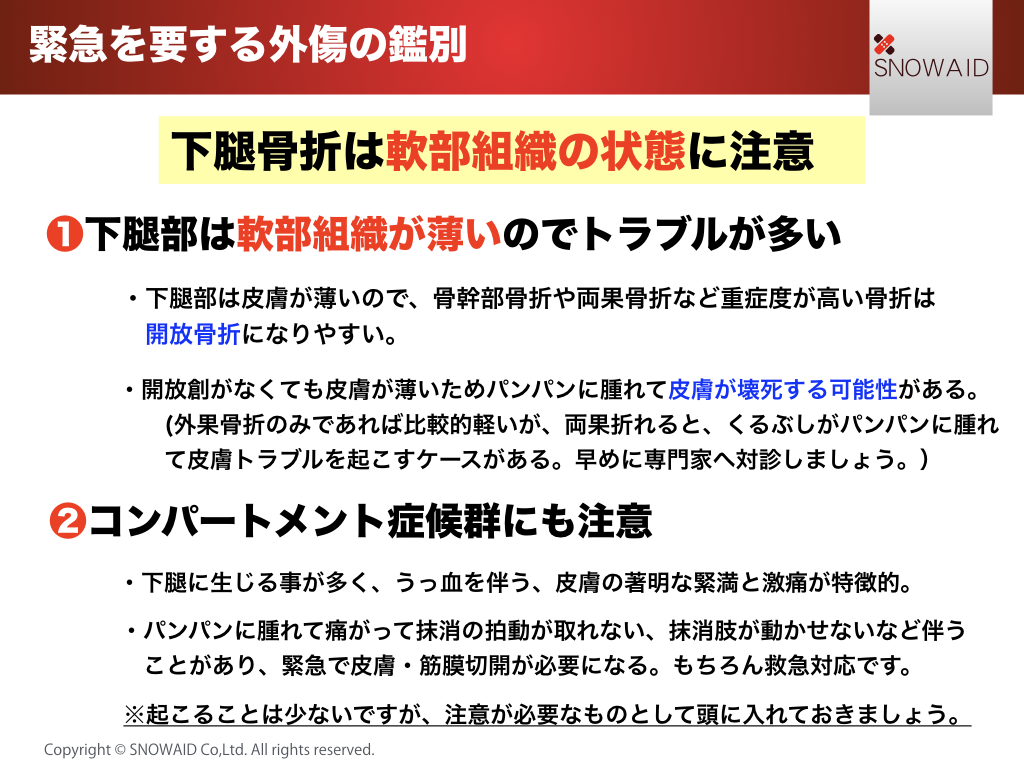 緊急を要する外傷の鑑別
SNOWAID
下腿骨折は軟部組織の状態に注意
❶下腿部は軟部組織が薄いのでトラブルが多い
・下腿部は皮膚が薄いので、骨幹部骨折や両果骨折など重症度が高い骨折は
開放骨折になりやすい。
・開放創がなくても皮膚が薄いためパンパンに腫れて皮膚が壊死する可能性がある。
(外果骨折のみであれば比較的軽いが、両果折れると、くるぶしがパンパンに腫れ
て皮膚トラブルを起こすケースがある。早めに専門家へ対診しましょう。）
❷コンパートメント症候群にも注意
・下腿に生じる事が多く、うっ血を伴う、皮膚の著明な緊満と激痛が特徴的。
・パンパンに腫れて痛がって抹消の拍動が取れない、抹消肢が動かせないなど伴う
ことがあり、緊急で皮膚・筋膜切開が必要になる。もちろん救急対応です。
※起こることは少ないですが、注意が必要なものとして頭に入れておきましょう。
Copyright © SNOWAID Co,Ltd. All rights reserved.